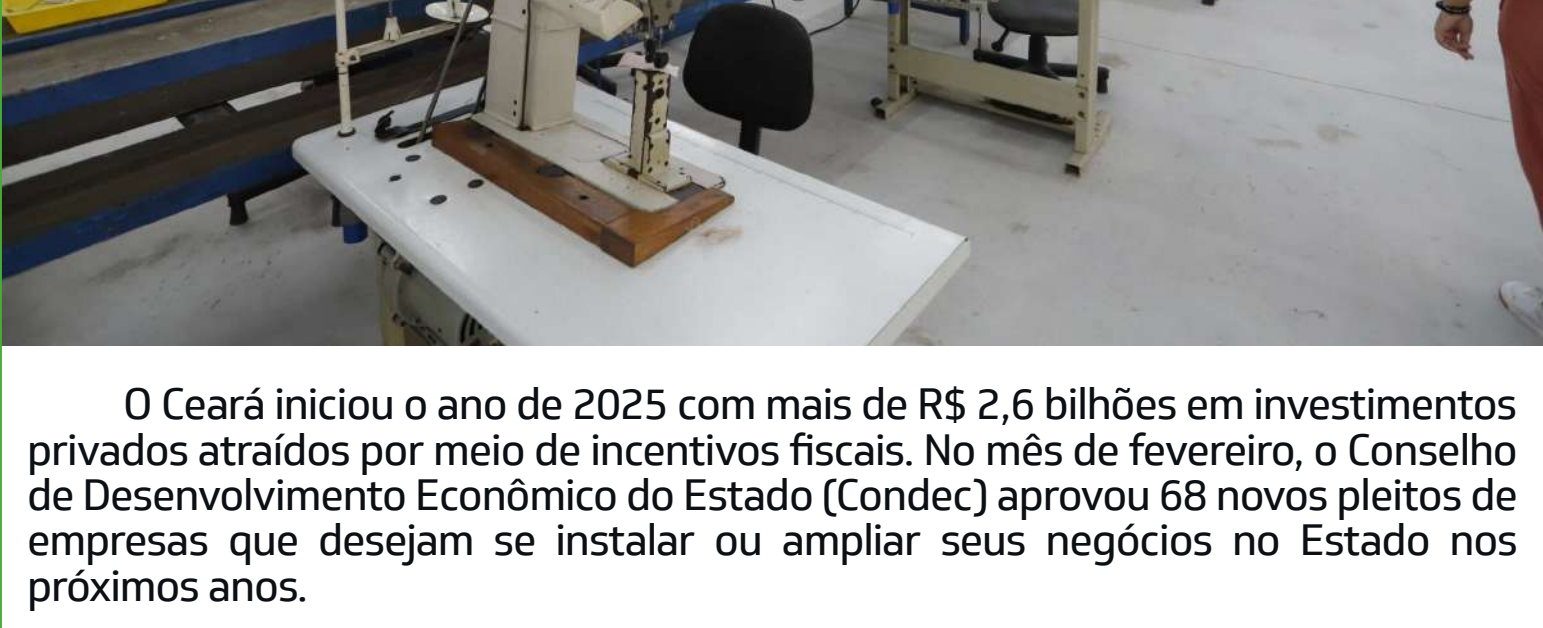 O Ceará iniciou o ano de 2025 com mais de R$ 2,6 bilhões em investimentos
privados atraídos por meio de incentivos fiscais. No mês de fevereiro, o Conselho
de Desenvolvimento Econômico do Estado (Condec) aprovou 68 novos pleitos de
empresas que desejam se instalar ou ampliar seus negócios no Estado nos
próximos anos.